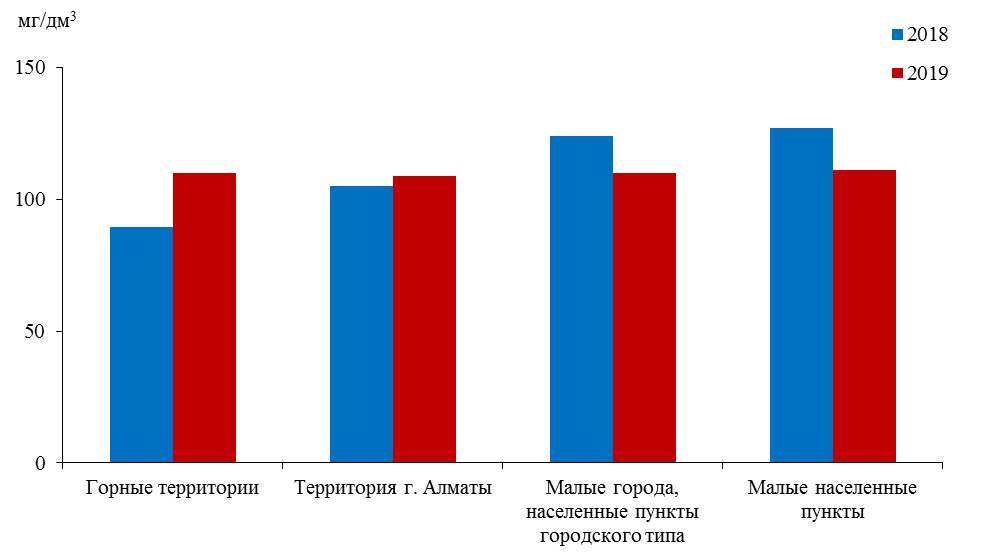 мг/дм³
2018
2019
150
100
50
0
Горные территории
Территория г. Алматы
Малые города,
населенные пункты
городского типа
Малые населенные
пункты